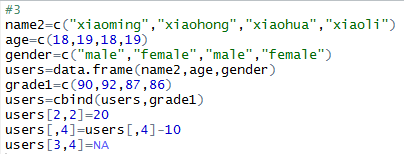 #3
name2=c("xiaoming","xiaohong","xiaohua","xiaoli")
age=c(18,19,18,19)
gender=c("male","female","male","female")
users=data.frame(name2,age,gender)
grade1=c(90,92,87,86)
users=cbind(users,grade1)
users[2,2]=20
users[,4]=users[,4]-10
users[3,4]=NA